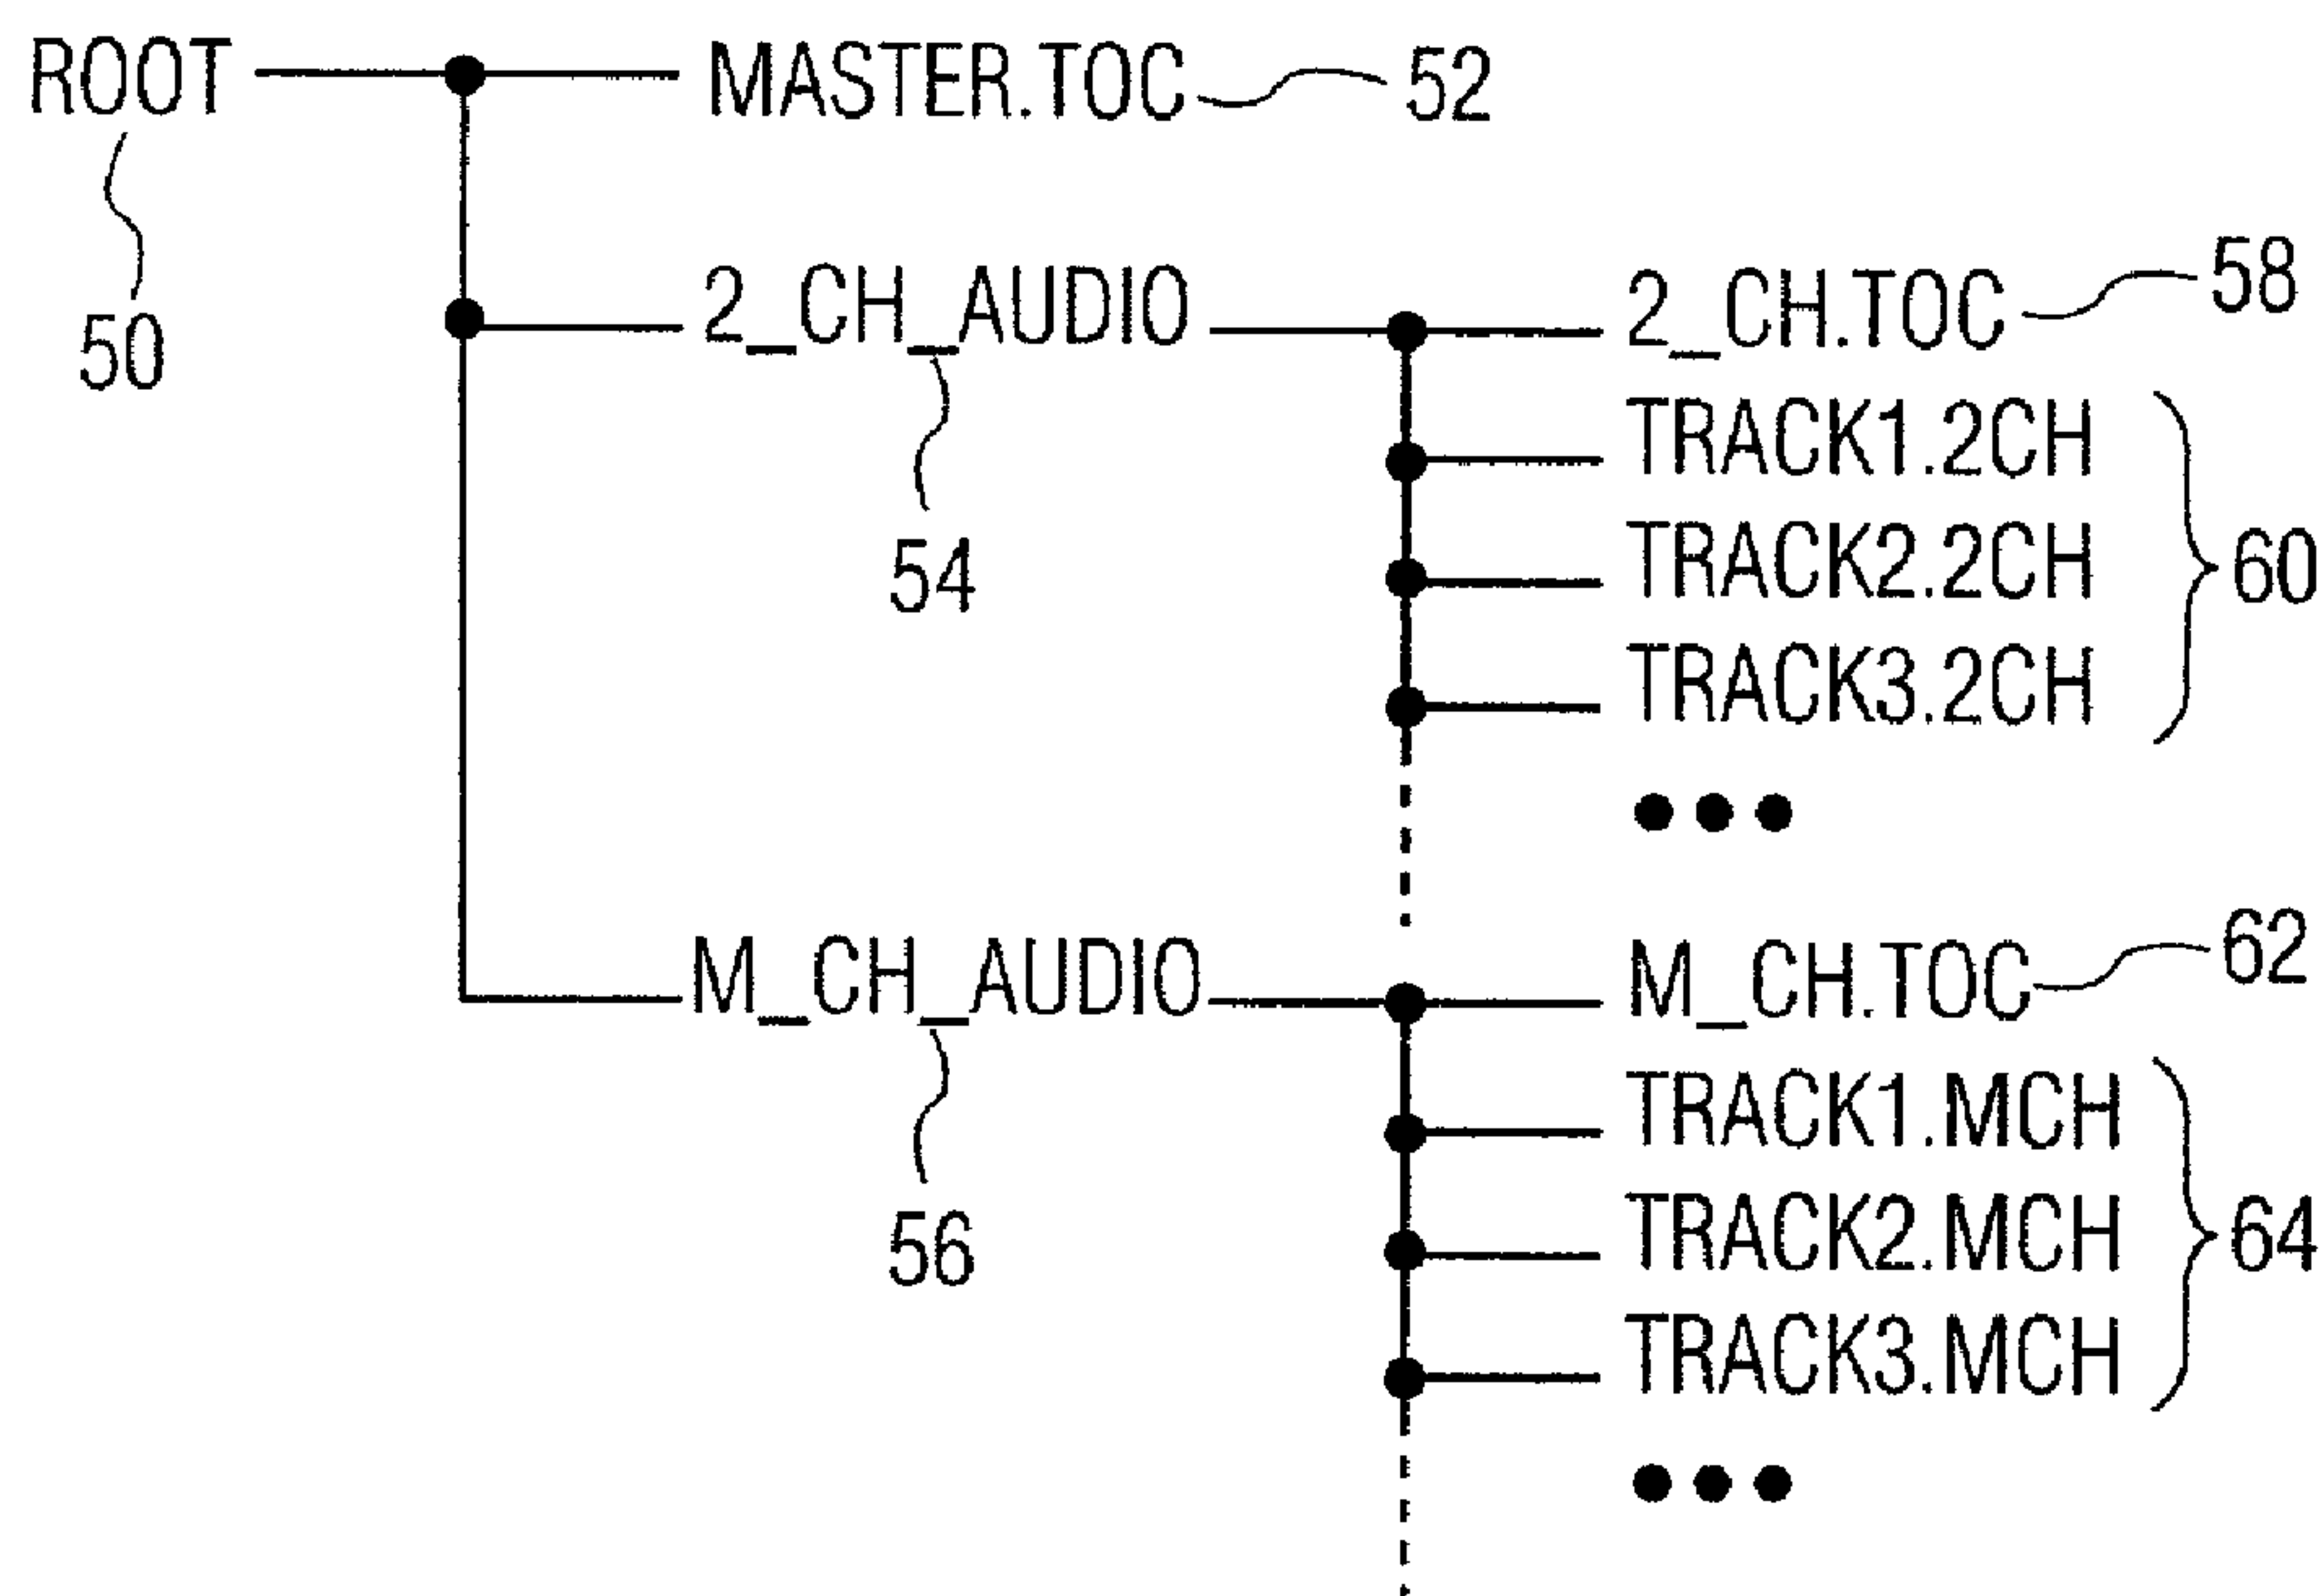 ROOT MASTER.TOC 52
50
2_CH_AUDIO 2_CH.TOC 58
54
TRACK1.2CH
TRACK2.2CH 60
TRACK3.2CH
M_CH_AUDIO M_CH.TOC 62
56
TRACK1.MCH
TRACK2.MCH 64
TRACK3.MCH